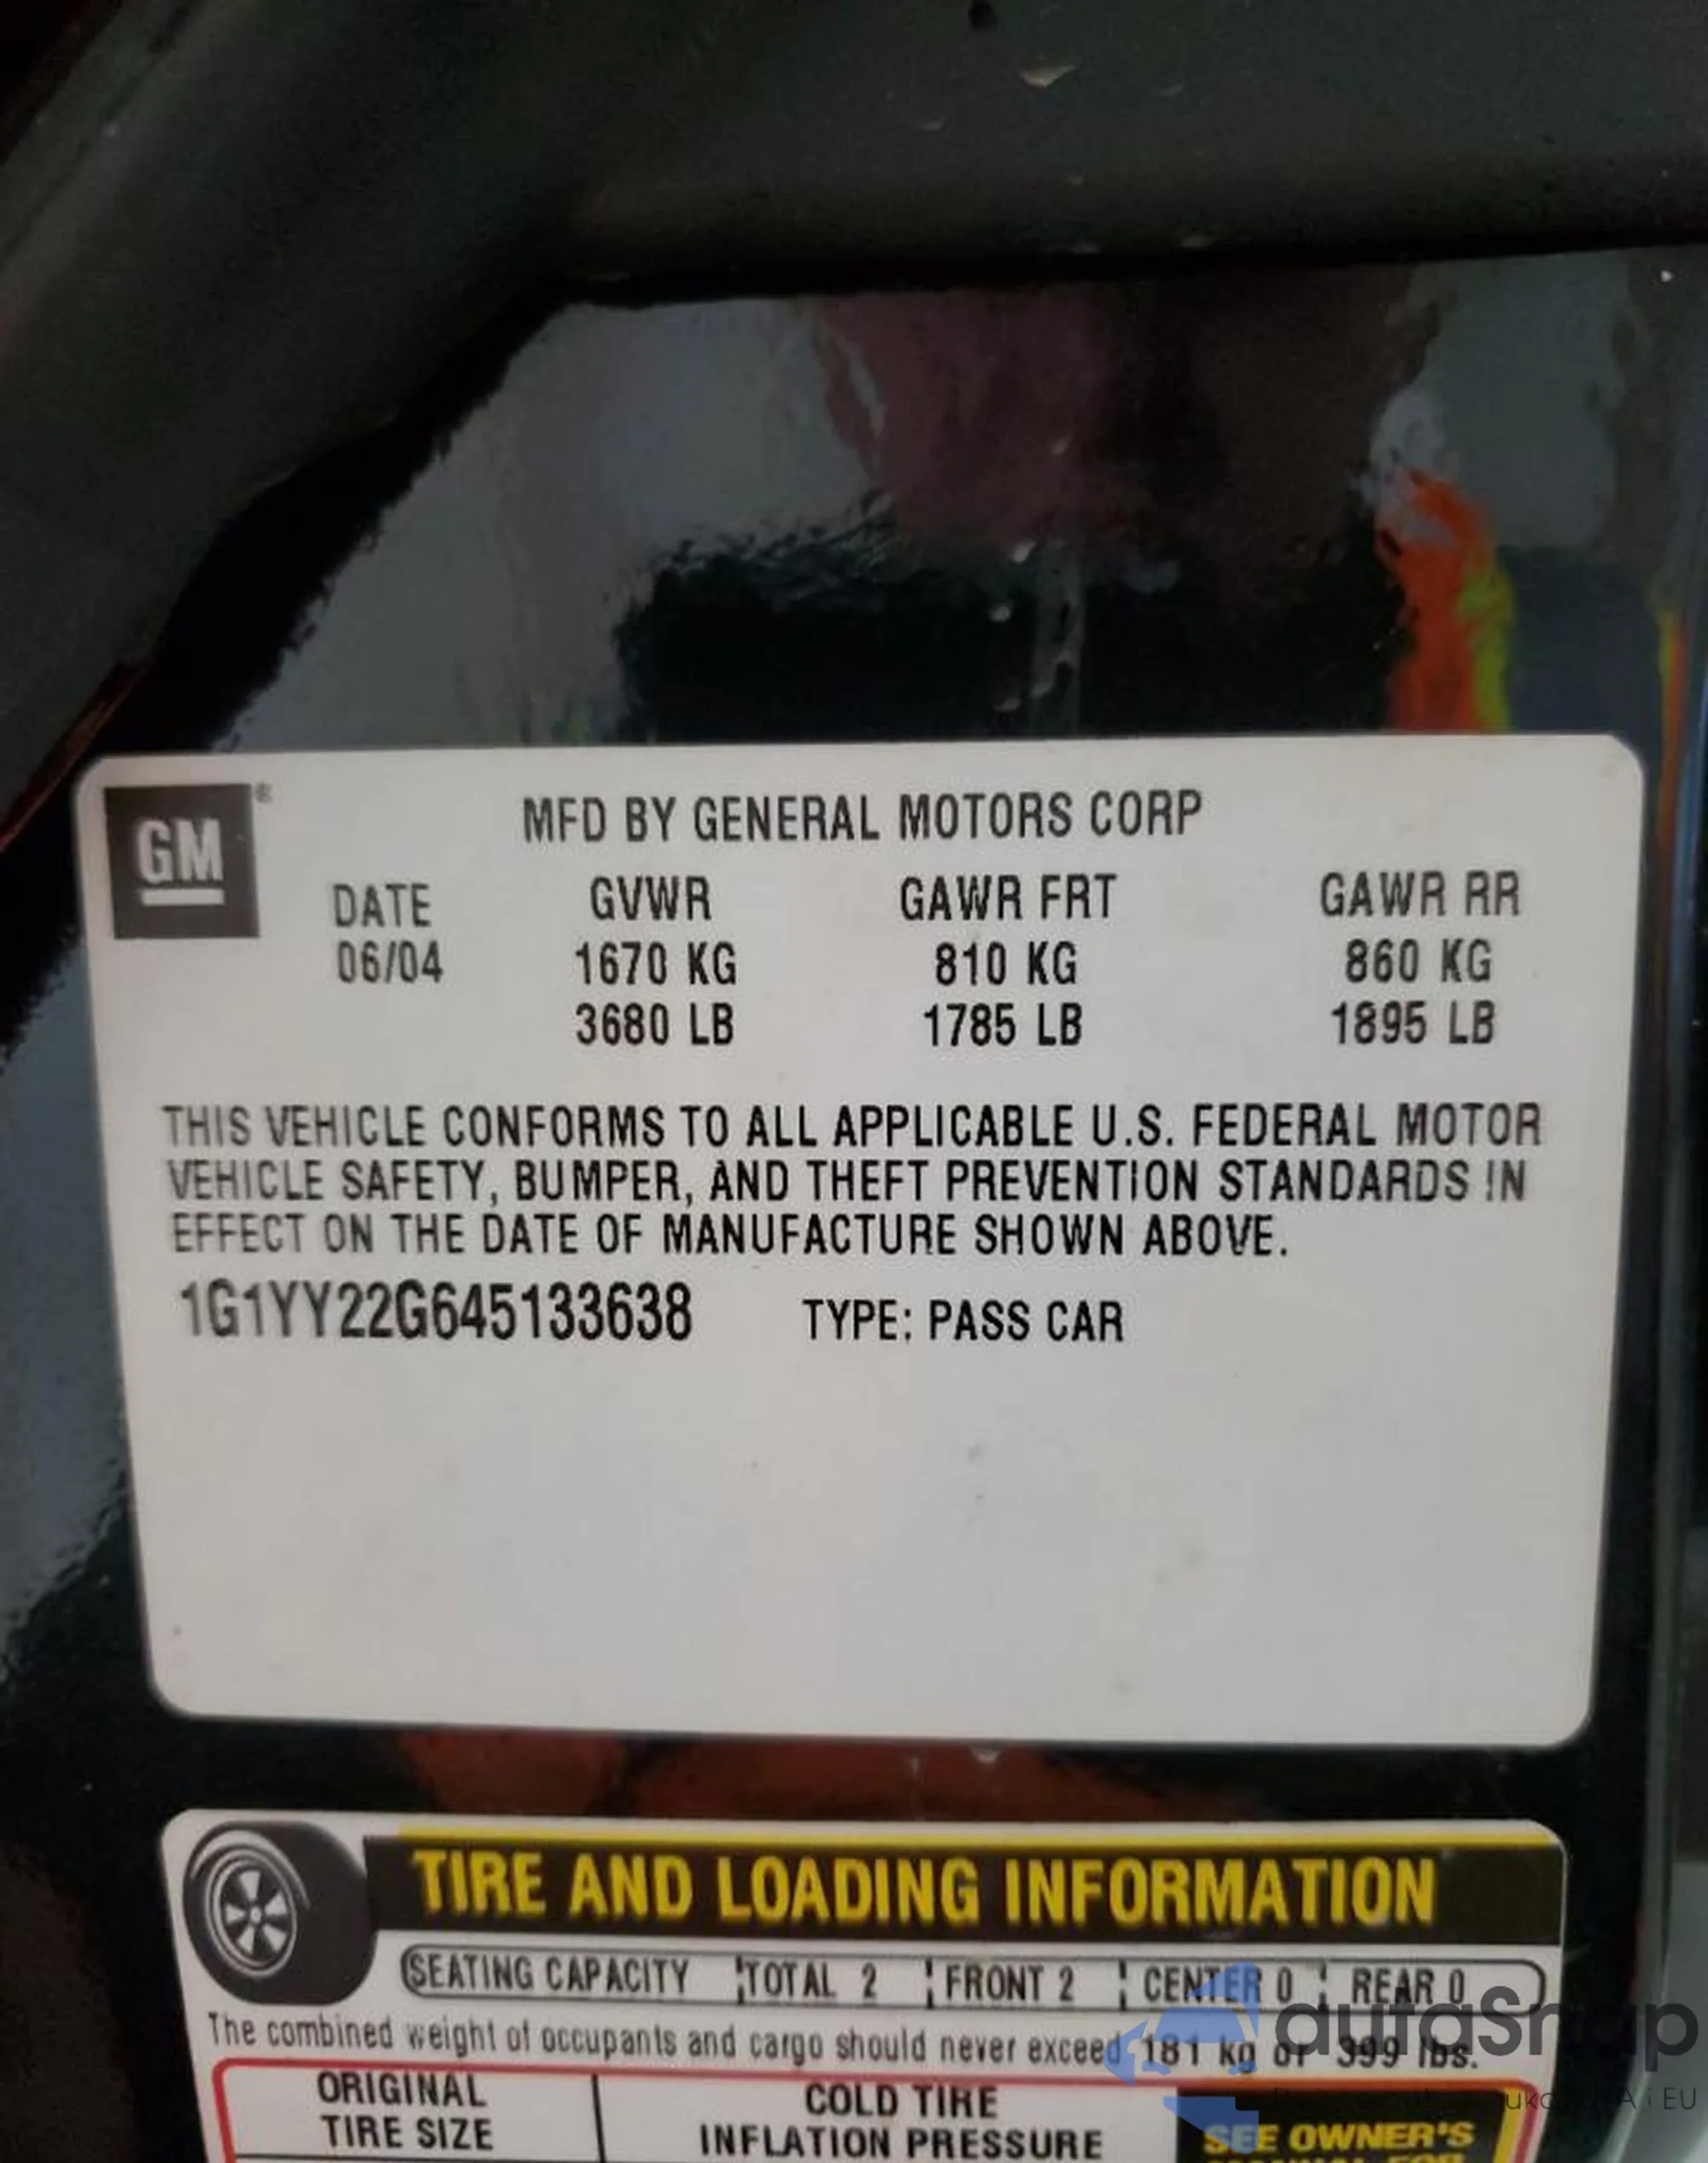 GM
MFD BY GENERAL MOTORS CORP
DATE GVWR GAWR FRT GAWR RR
06/04 1670 KG 810 KG 860 KG
3680 LB 1785 LB 1895 LB
THIS VEHICLE CONFORMS TO ALL APPLICABLE U.S. FEDERAL MOTOR
VEHICLE SAFETY, BUMPER, AND THEFT PREVENTION STANDARDS IN
EFFECT ON THE DATE OF MANUFACTURE SHOWN ABOVE.
1G1YY22G645133638 TYPE: PASS CAR
TIRE AND LOADING INFORMATION
SEATING CAPACITY TOTAL 2 FRONT 2 CENTER 0 REAR 0
The combined weight of occupants and cargo should never exceed 181 kg or 399 lbs.
autaSnap
ORIGINAL
TIRE SIZE
COLD TIRE
INFLATION PRESSURE
SEE OWNER'S